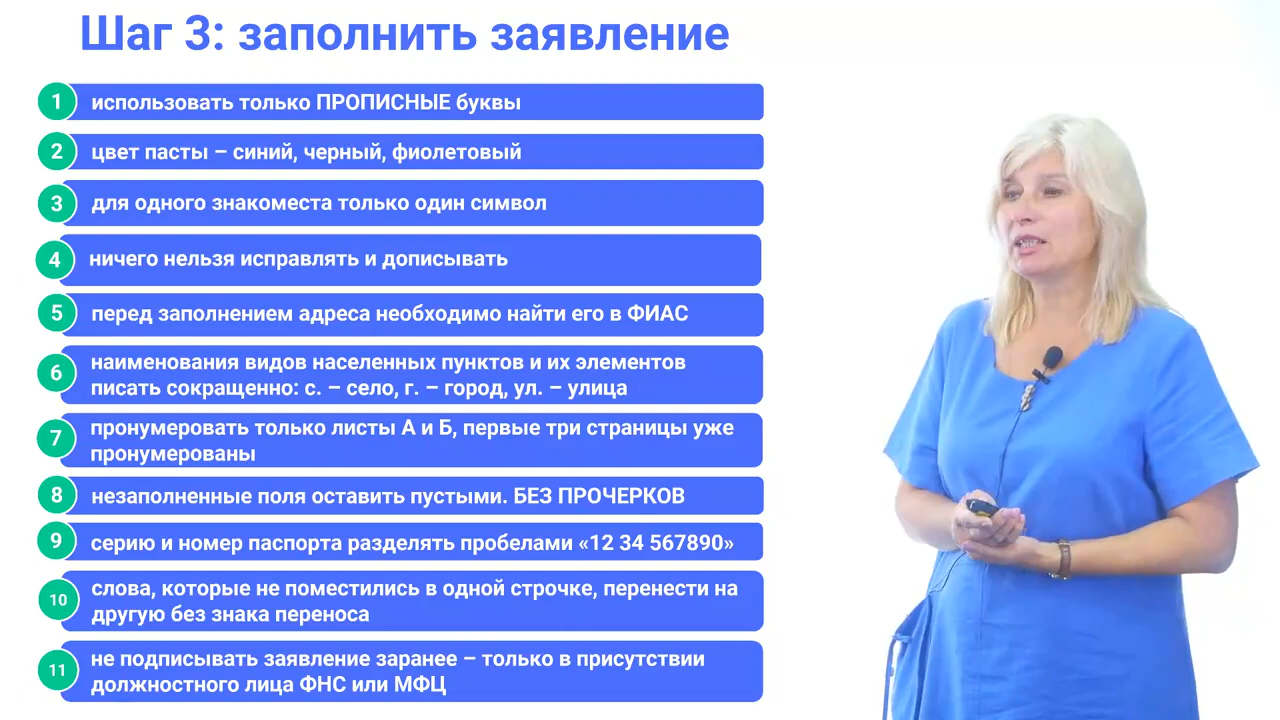 Шаг 3: заполнить заявление
1 использовать только ПРОПИСНЫЕ буквы
2 цвет пасты – синий, черный, фиолетовый
3 для одного знакоместа только один символ
4 ничего нельзя исправлять и дописывать
5 перед заполнением адреса необходимо найти его в ФИАС
6 наименования видов населенных пунктов и их элементов
писать сокращенно: с. – село, г. – город, ул. – улица
7 пронумеровать только листы А и Б, первые три страницы уже
пронумерованы
8 незаполненные поля оставить пустыми. БЕЗ ПРОЧЕРКОВ
9 серию и номер паспорта разделять пробелами «12 34 567890»
10 слова, которые не поместились в одной строчке, перенести на
другую без знака переноса
11 не подписывать заявление заранее – только в присутствии
должностного лица ФНС или МФЦ